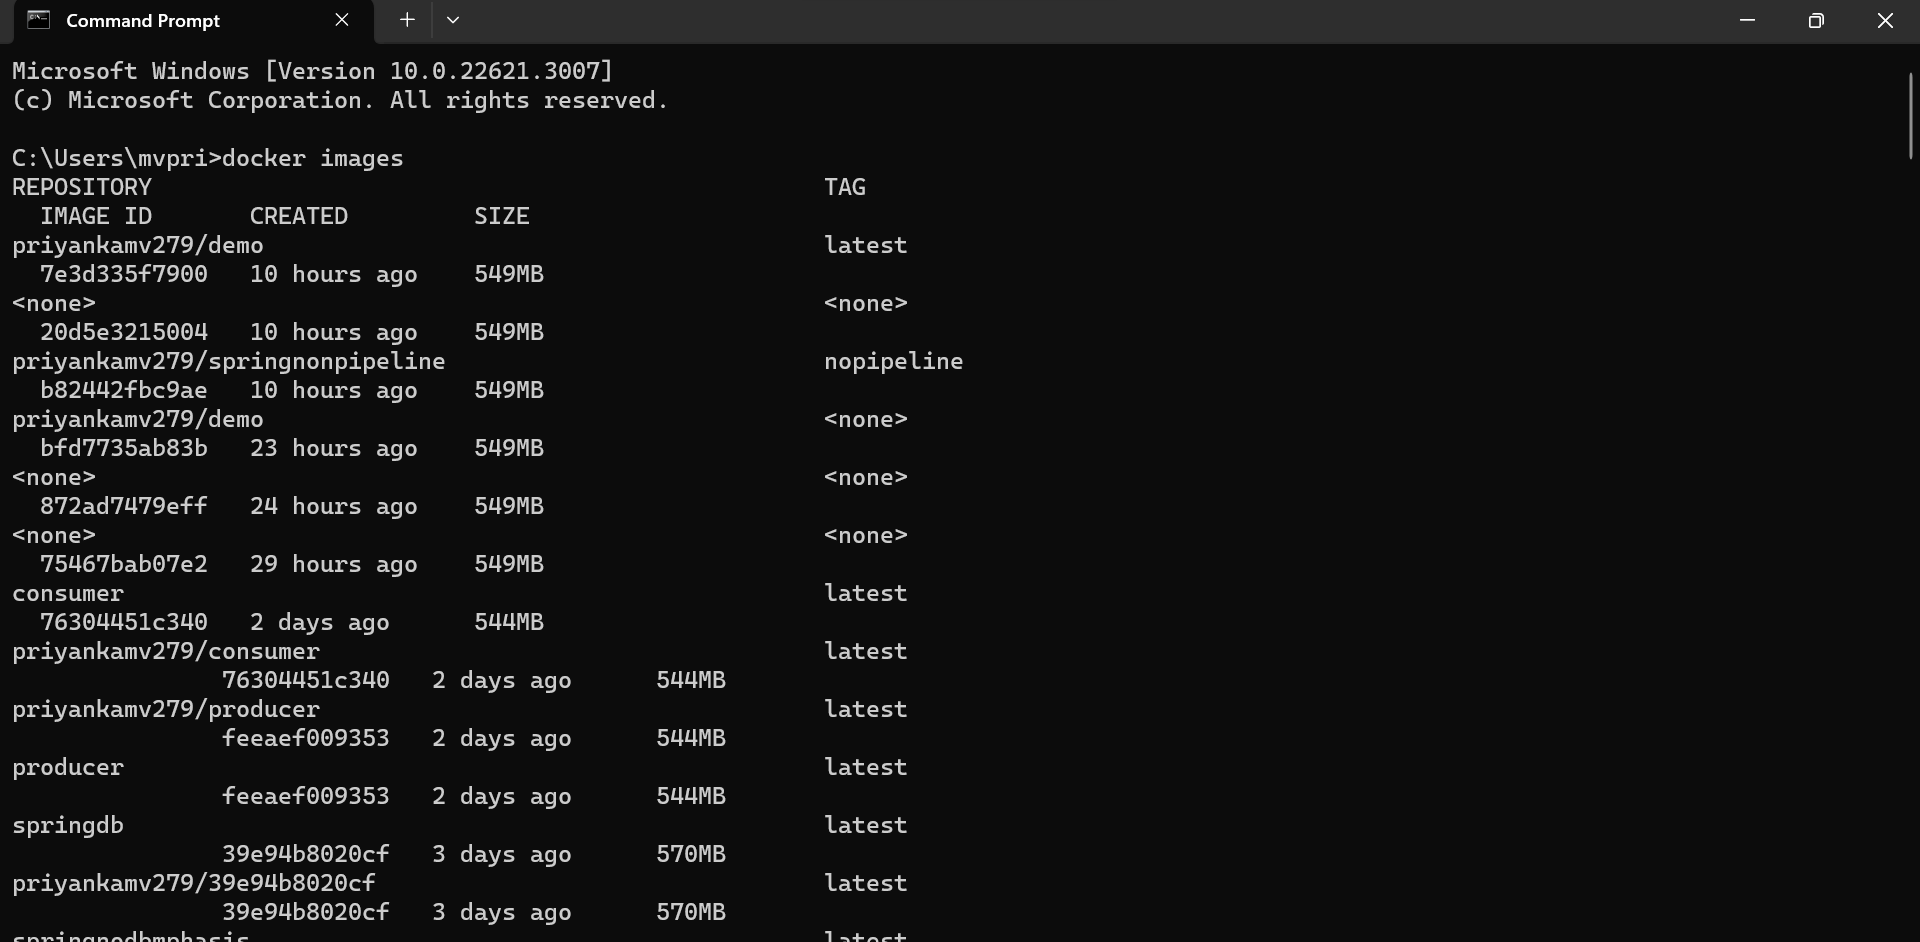 Command Prompt
Microsoft Windows [Version 10.0.22621.3007]
(c) Microsoft Corporation. All rights reserved.
C:\Users\mvpri>docker images
REPOSITORY TAG
IMAGE ID CREATED SIZE
priyankamv279/demo latest
7e3d335f7900 10 hours ago 549MB
<none> <none>
20d5e3215004 10 hours ago 549MB
priyankamv279/springnonpipeline nopipeline
b82442fbc9ae 10 hours ago 549MB
priyankamv279/demo <none>
bfd7735ab83b 23 hours ago 549MB
<none> <none>
872ad7479eff 24 hours ago 549MB
<none> <none>
75467bab07e2 29 hours ago 549MB
consumer latest
76304451c340 2 days ago 544MB
priyankamv279/consumer latest
76304451c340 2 days ago 544MB
priyankamv279/producer latest
feeaef009353 2 days ago 544MB
producer latest
feeaef009353 2 days ago 544MB
springdb latest
39e94b8020cf 3 days ago 570MB
priyankamv279/39e94b8020cf latest
39e94b8020cf 3 days ago 570MB
latest